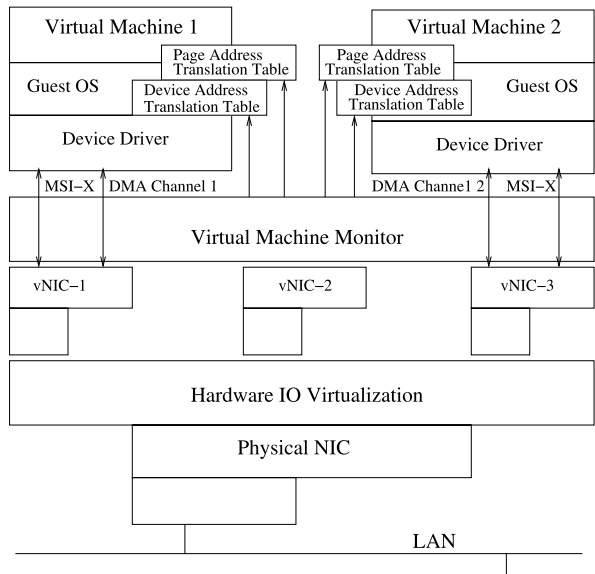 Virtual Machine 1
Virtual Machine 2
Page Address
Translation Table
Page Address
Translation Table
Guest OS
Guest OS
Device Address
Translation Table
Device Address
Translation Table
Device Driver
Device Driver
MSI-X
DMA Channel 1
DMA Chane1 2
MSI-X
Virtual Machine Monitor
vNIC-1
vNIC-2
vNIC-3
Hardware IO Virtualization
Physical NIC
LAN